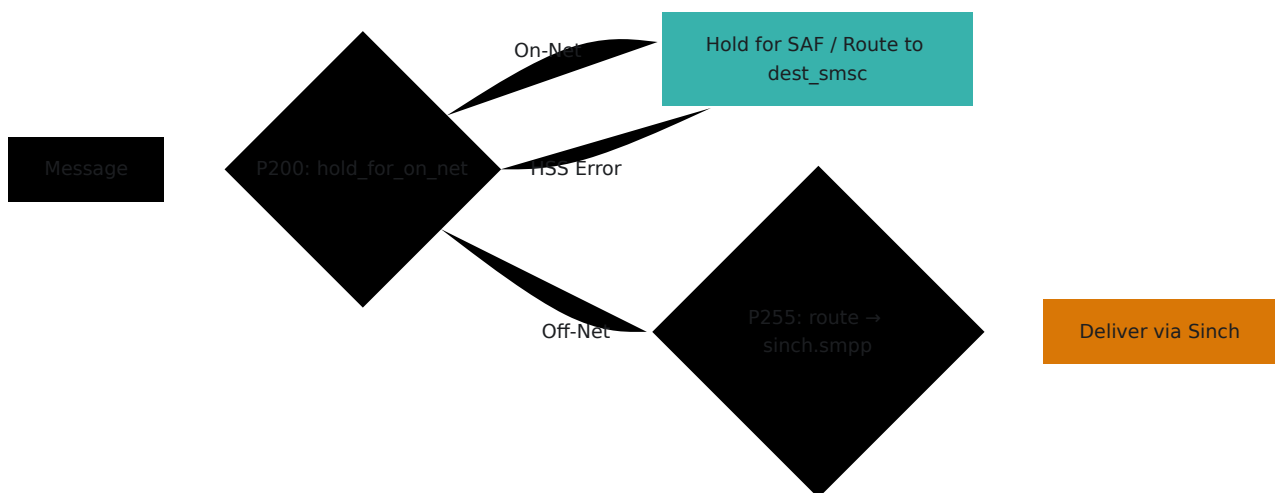 On-Net
Hold for SAF / Route to
dest_smsc
Message
P200: hold_for_on_net
HSS Error
P255: route →
sinch.smpp
Off-Net
Deliver via Sinch